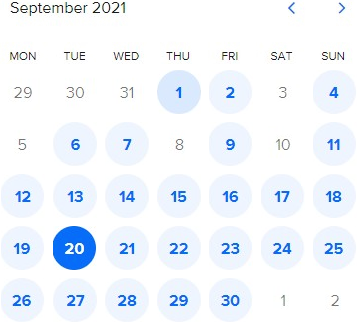 September 2021
MON TUE WED THU FRI SAT SUN
29 30 31 1 2 3 4
5 6 7 8 9 10 11
12 13 14 15 16 17 18
19 20 21 22 23 24 25
26 27 28 29 30 1 2